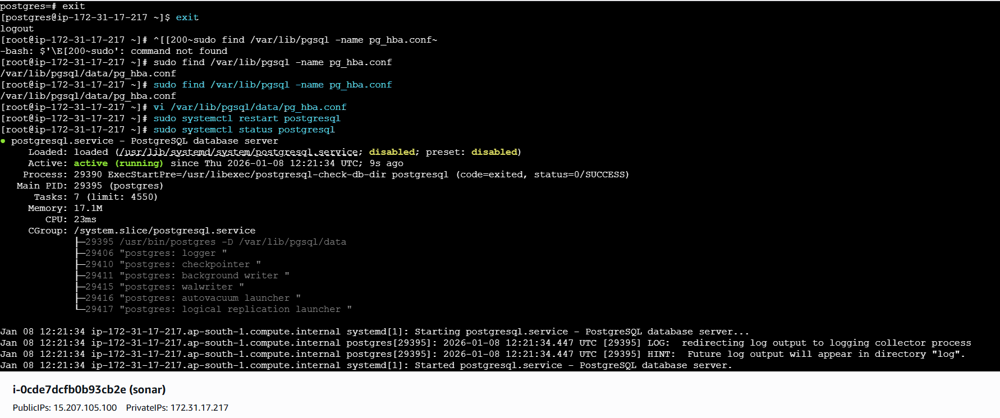 postgres=# exit
[postgres@ip-172-31-17-217 ~]$ exit
logout
[root@ip-172-31-17-217 ~]# ^[[200~sudo find /var/lib/pgsql -name pg_hba.conf~
-bash: $'\E[200~sudo': command not found
[root@ip-172-31-17-217 ~]# sudo find /var/lib/pgsql -name pg_hba.conf
/var/lib/pgsql/data/pg_hba.conf
[root@ip-172-31-17-217 ~]# sudo find /var/lib/pgsql -name pg_hba.conf
/var/lib/pgsql/data/pg_hba.conf
[root@ip-172-31-17-217 ~]# vi /var/lib/pgsql/data/pg_hba.conf
[root@ip-172-31-17-217 ~]# sudo systemctl restart postgresql
[root@ip-172-31-17-217 ~]# sudo systemctl status postgresql
● postgresql.service - PostgreSQL database server
     Loaded: loaded (/usr/lib/systemd/system/postgresql.service; disabled; preset: disabled)
     Active: active (running) since Thu 2026-01-08 12:21:34 UTC; 9s ago
    Process: 29390 ExecStartPre=/usr/libexec/postgresql-check-db-dir postgresql (code=exited, status=0/SUCCESS)
   Main PID: 29395 (postgres)
      Tasks: 7 (limit: 4550)
     Memory: 17.1M
        CPU: 23ms
     CGroup: /system.slice/postgresql.service
             ├─29395 /usr/bin/postgres -D /var/lib/pgsql/data
             ├─29406 "postgres: logger "
             ├─29410 "postgres: checkpointer "
             ├─29411 "postgres: background writer "
             ├─29415 "postgres: walwriter "
             ├─29416 "postgres: autovacuum launcher "
             └─29417 "postgres: logical replication launcher "
Jan 08 12:21:34 ip-172-31-17-217.ap-south-1.compute.internal systemd[1]: Starting postgresql.service - PostgreSQL database server...
Jan 08 12:21:34 ip-172-31-17-217.ap-south-1.compute.internal postgres[29395]: 2026-01-08 12:21:34.447 UTC [29395] LOG:  redirecting log output to logging collector process
Jan 08 12:21:34 ip-172-31-17-217.ap-south-1.compute.internal postgres[29395]: 2026-01-08 12:21:34.447 UTC [29395] HINT:  Future log output will appear in directory "log".
Jan 08 12:21:34 ip-172-31-17-217.ap-south-1.compute.internal systemd[1]: Started postgresql.service - PostgreSQL database server.
i-0cde7dcfb0b93cb2e (sonar)
PublicIPs: 15.207.105.100 PrivateIPs: 172.31.17.217